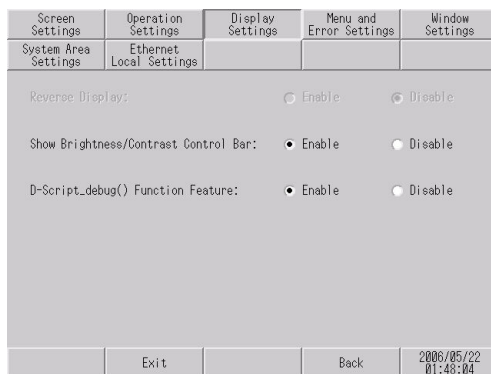 Screen Settings
Operation Settings
Display Settings
Menu and Error Settings
Window Settings
System Area Settings
Ethernet Local Settings
Reverse Display: Enable Disable
Show Brightness/Contrast Control Bar: Enable Disable
D-Script_debug() Function Feature: Enable Disable
Exit
Back
2006/05/22
01:48:04